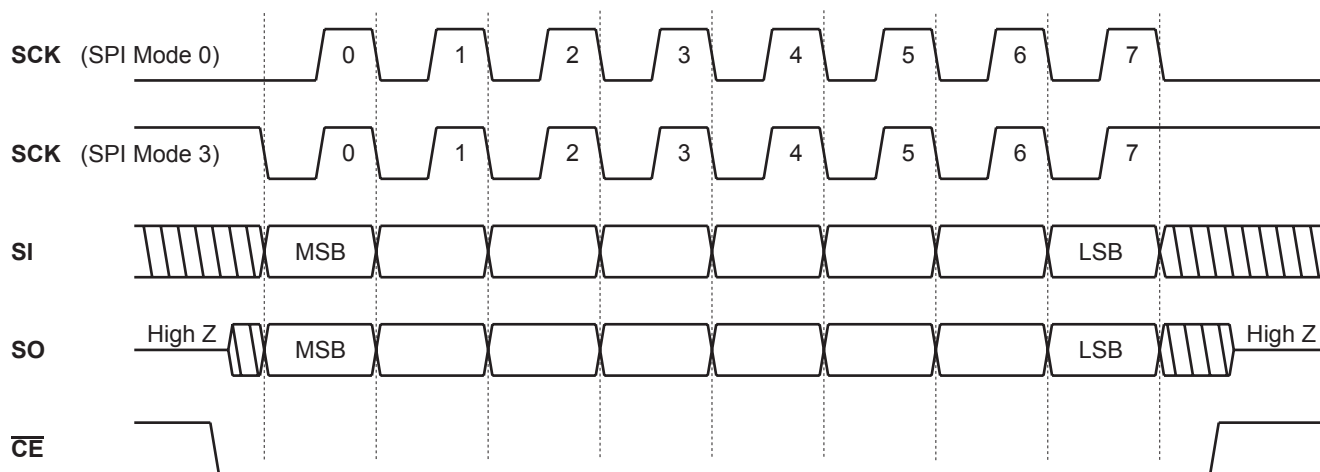 SCK (SPI Mode 0) 0 1 2 3 4 5 6 7
SCK (SPI Mode 3) 0 1 2 3 4 5 6 7
SI MSB LSB
High Z High Z
SO MSB LSB
CE